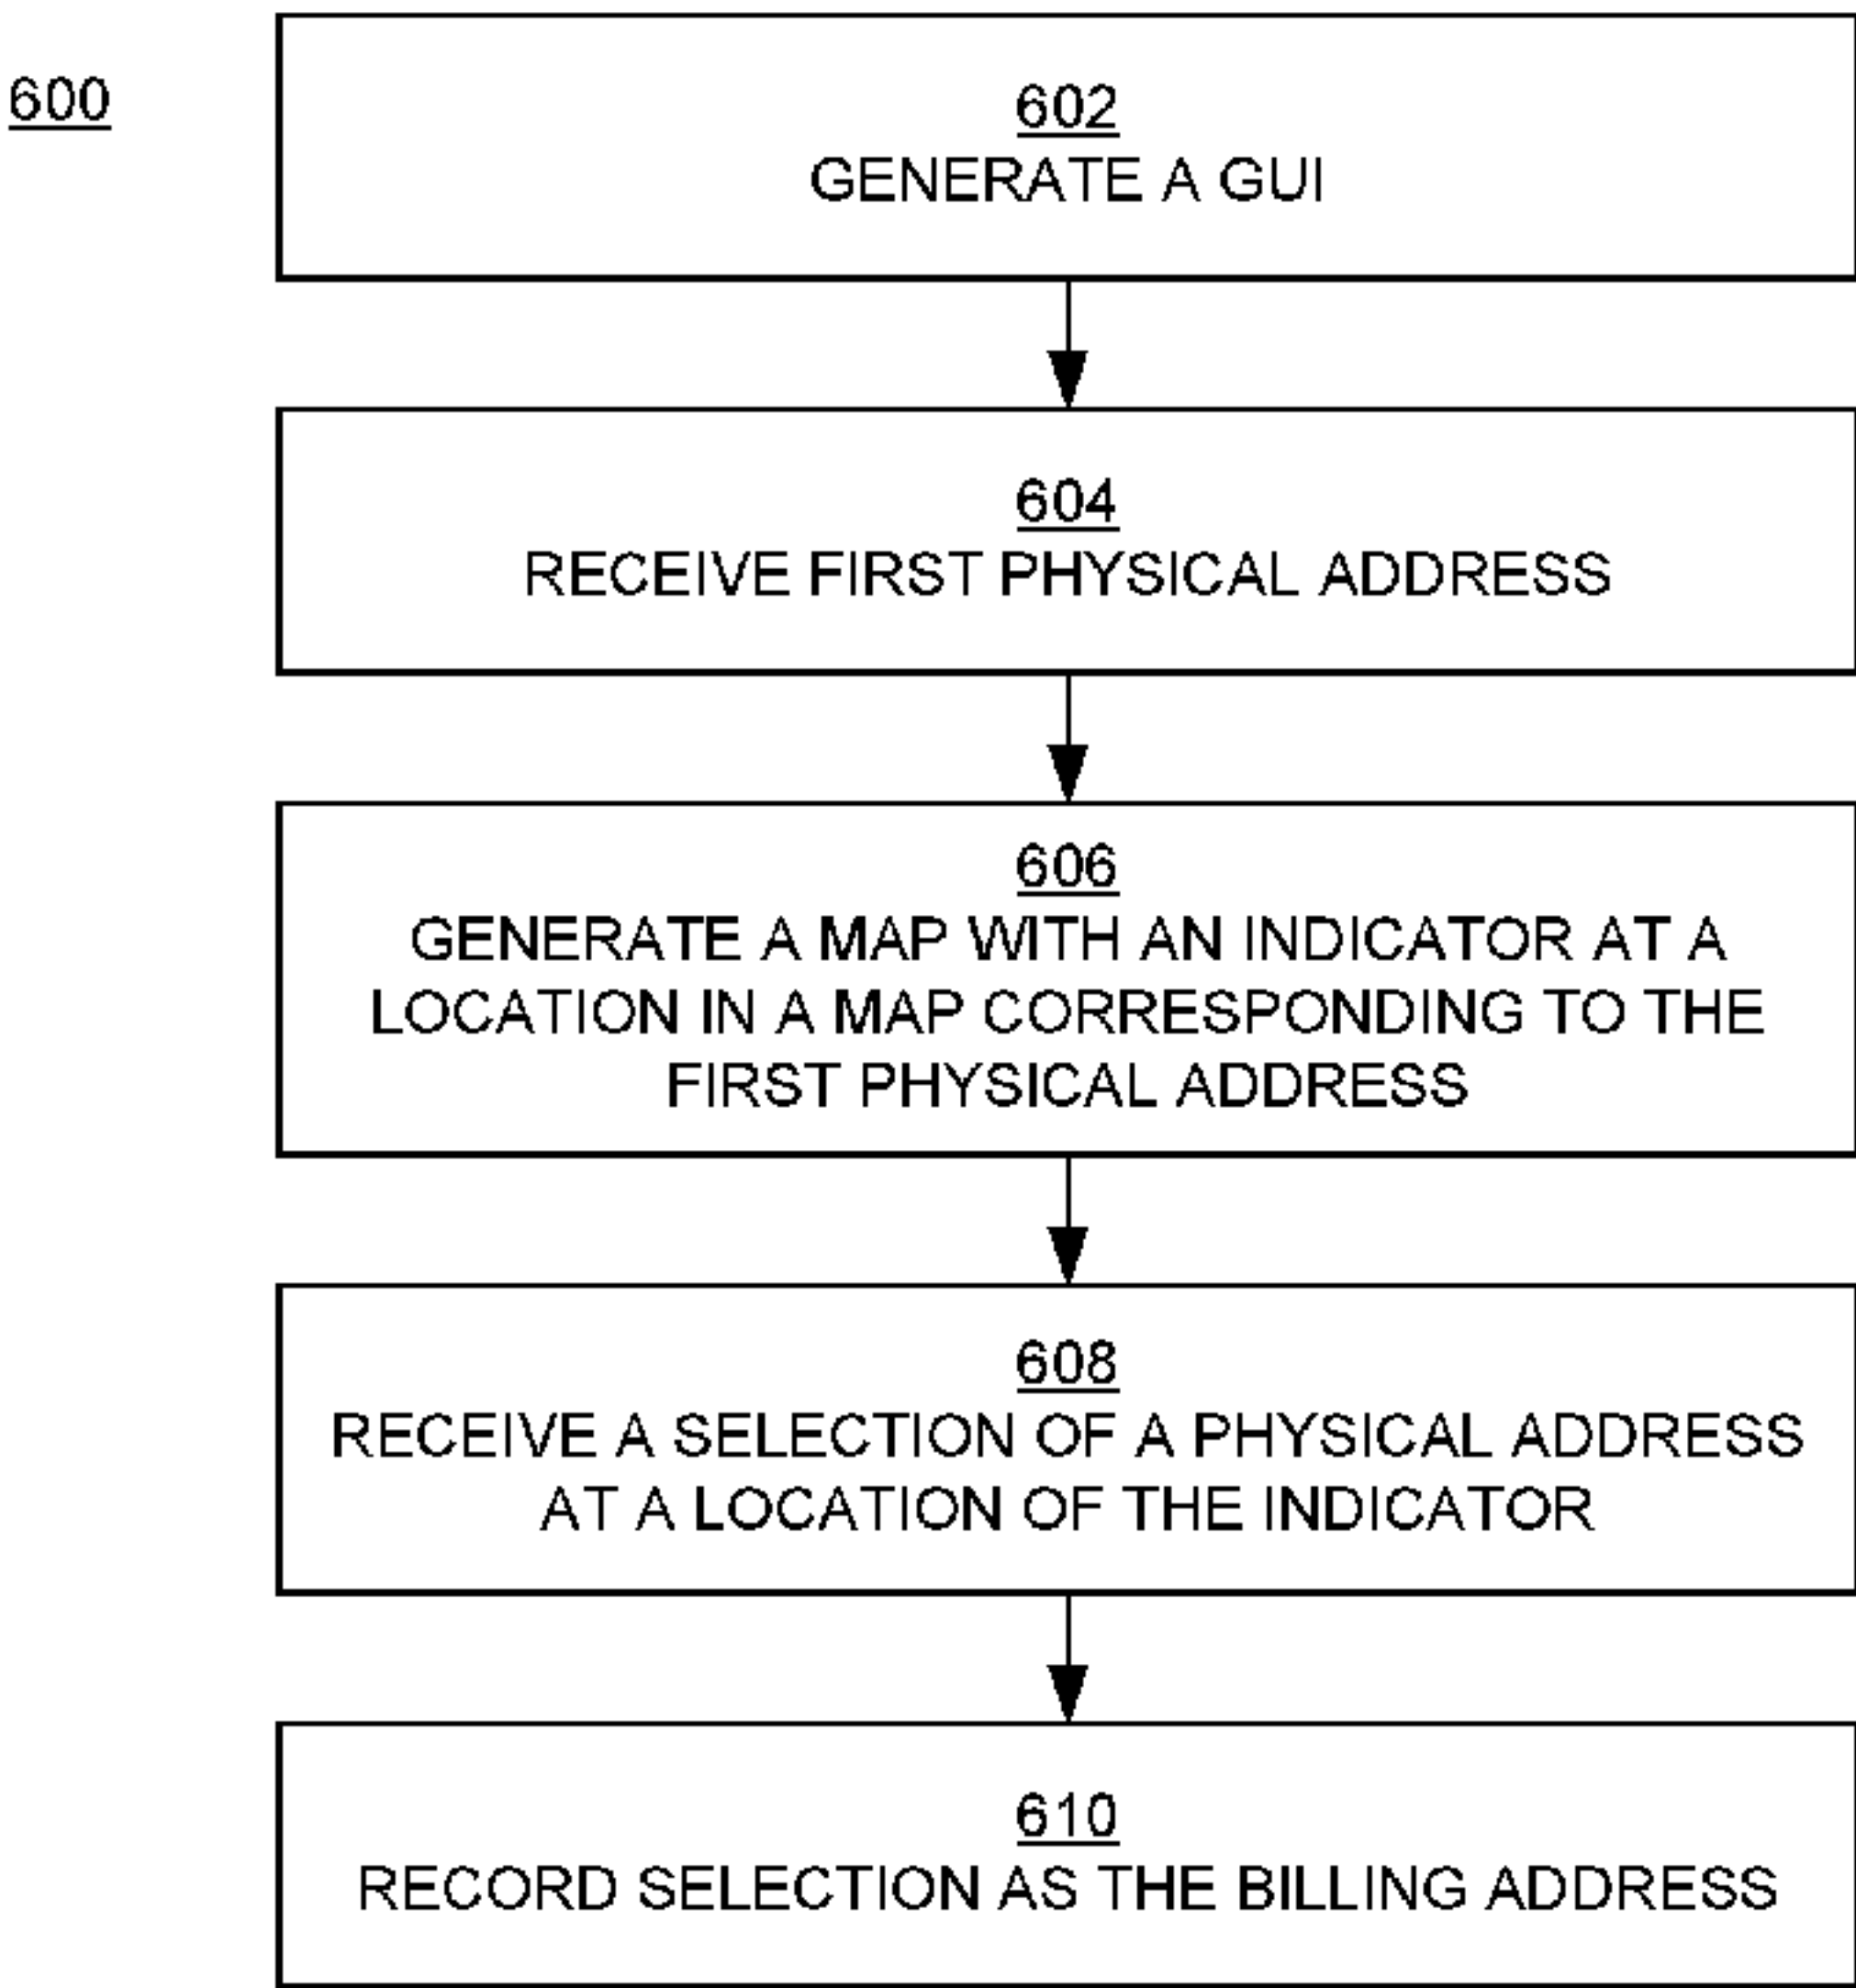 600
602
GENERATE A GUI
604
RECEIVE FIRST PHYSICAL ADDRESS
606
GENERATE A MAP WITH AN INDICATOR AT A
LOCATION IN A MAP CORRESPONDING TO THE
FIRST PHYSICAL ADDRESS
608
RECEIVE A SELECTION OF A PHYSICAL ADDRESS
AT A LOCATION OF THE INDICATOR
610
RECORD SELECTION AS THE BILLING ADDRESS